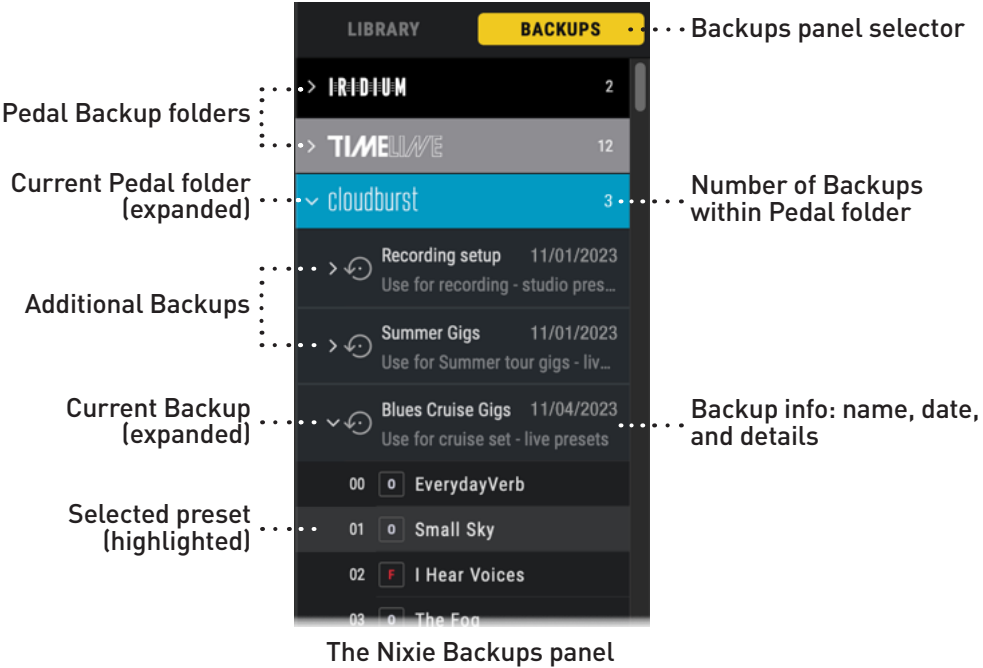 LIBRARY BACKUPS
Backups panel selector
IRIDIUM 2
Pedal Backup folders
TIMELINE 12
Current Pedal folder
(expanded)
cloudburst 3
Number of Backups
within Pedal folder
Recording setup 11/01/2023
Use for recording - studio pres...
Additional Backups
Summer Gigs 11/01/2023
Use for Summer tour gigs - liv...
Current Backup
(expanded)
Blues Cruise Gigs 11/04/2023
Use for cruise set - live presets
Backup info: name, date,
and details
00 O EverydayVerb
Selected preset
(highlighted)
01 O Small Sky
02 F I Hear Voices
03 O The Fog
The Nixie Backups panel